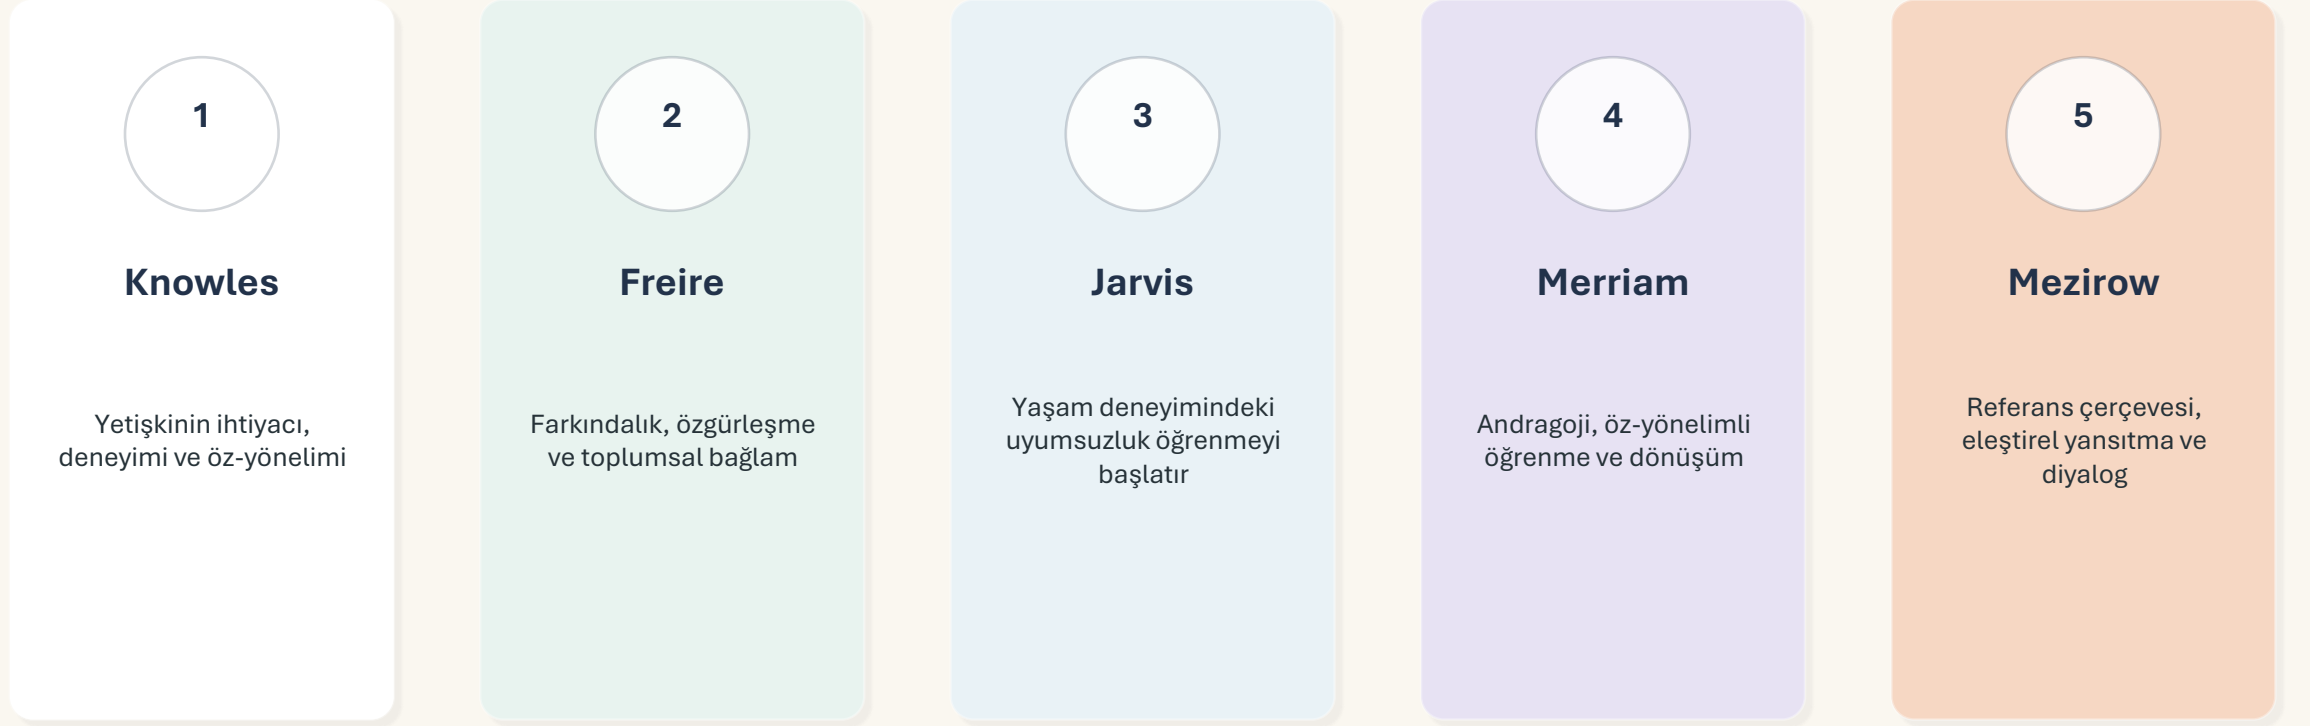 1
Knowles
Yetişkinin ihtiyacı,
deneyimi ve öz-yönelimi
2
Freire
Farkındalık, özgürleşme
ve toplumsal bağlam
3
Jarvis
Yaşam deneyimindeki
uyumsuzluk öğrenmeyi
başlatır
4
Merriam
Andragoji, öz-yönelimli
öğrenme ve dönüşüm
5
Mezirow
Referans çerçevesi,
eleştirel yansıtma ve
diyalog